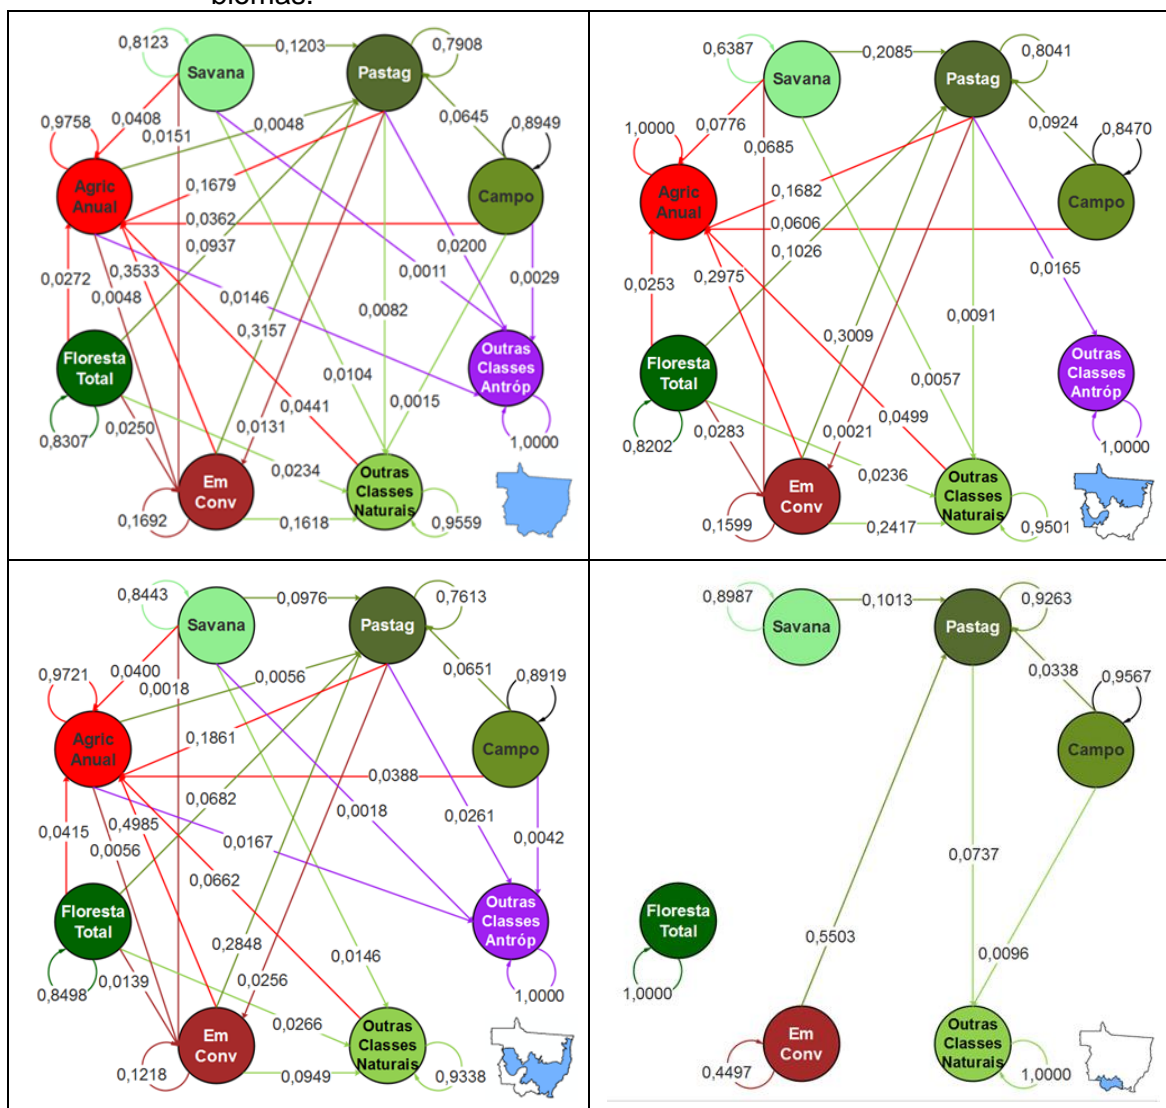 biomas.
0,8123
Savana
0,1203
Pastag
0,7908
0,9758
0,0408
0,0151
0,0048
0,0645
0,8949
Agric
Anual
0,1679
Campo
0,0362
0,0937
0,0200
0,0272
0,3533
0,0048
0,0146
0,0011
0,0029
0,3157
0,0082
Floresta
Total
Outras
Classes
Antróp
0,0104
0,0015
0,0441
0,8307
0,0250
0,0131
1,0000
0,0234
Em
Conv
Outras
Classes
Naturais
0,1692
0,1618
0,9559
0,6387
Savana
0,2085
Pastag
0,8041
1,0000
0,0776
0,0685
0,0924
0,8470
Agric
Anual
0,1682
Campo
0,0606
0,1026
0,0165
0,0253
0,2975
0,0091
0,3009
Floresta
Total
Outras
Classes
Antróp
0,0057
0,0499
0,8202
0,0283
0,0021
1,0000
0,0236
Em
Conv
Outras
Classes
Naturais
0,1599
0,2417
0,9501
0,8443
Savana
0,0976
Pastag
0,7613
0,9721
0,0400
0,0018
0,0056
0,0651
0,8919
Agric
Anual
0,1861
Campo
0,0388
0,0682
0,0018
0,0261
0,0042
0,0415
0,4985
0,0056
0,0167
0,0662
Floresta
Total
Outras
Classes
Antróp
0,2848
0,0146
0,8498
0,0139
0,0256
1,0000
0,0266
Em
Conv
Outras
Classes
Naturais
0,1218
0,0949
0,9338
0,8987
Savana
0,1013
Pastag
0,9263
0,0338
0,9567
Campo
0,0737
Floresta
Total
0,5503
0,0096
1,0000
Em
Conv
Outras
Classes
Naturais
0,4497
1,0000